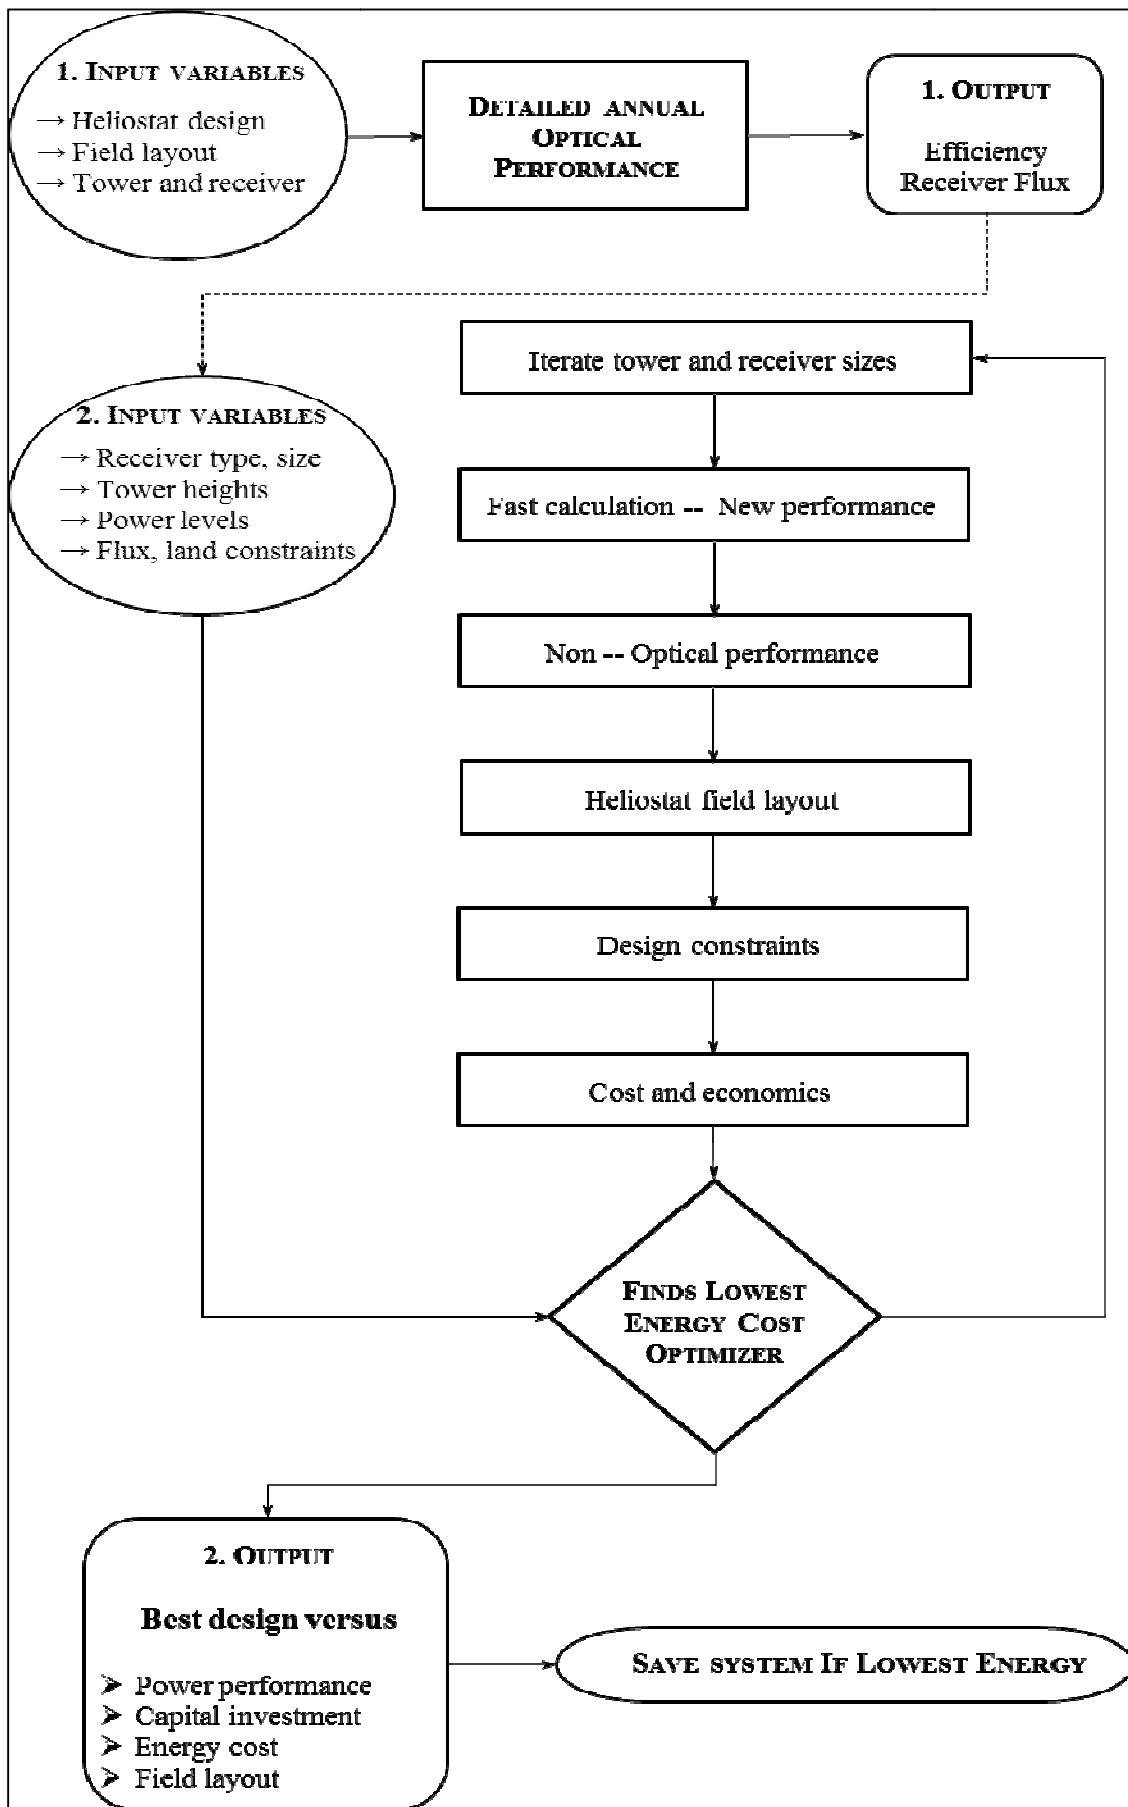 1. INPUT VARIABLES
→ Heliostat design
→ Field layout
→ Tower and receiver
DETAILED ANNUAL
OPTICAL
PERFORMANCE
1. OUTPUT
Efficiency
Receiver Flux
Iterate tower and receiver sizes
2. INPUT VARIABLES
→ Receiver type, size
→ Tower heights
→ Power levels
→ Flux, land constraints
Fast calculation -- New performance
Non -- Optical performance
Heliostat field layout
Design constraints
Cost and economics
FINDS LOWEST
ENERGY COST
OPTIMIZER
2. OUTPUT
Best design versus
➢ Power performance
➢ Capital investment
➢ Energy cost
➢ Field layout
SAVE SYSTEM IF LOWEST ENERGY